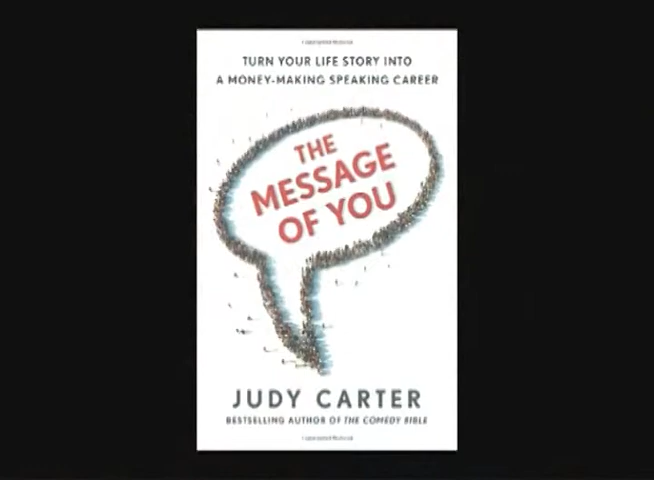 TURN YOUR LIFE STORY INTO
A MONEY-MAKING SPEAKING CAREER
THE
MESSAGE
OF YOU
JUDY CARTER
BESTSELLING AUTHOR OF THE COMEDY BIBLE